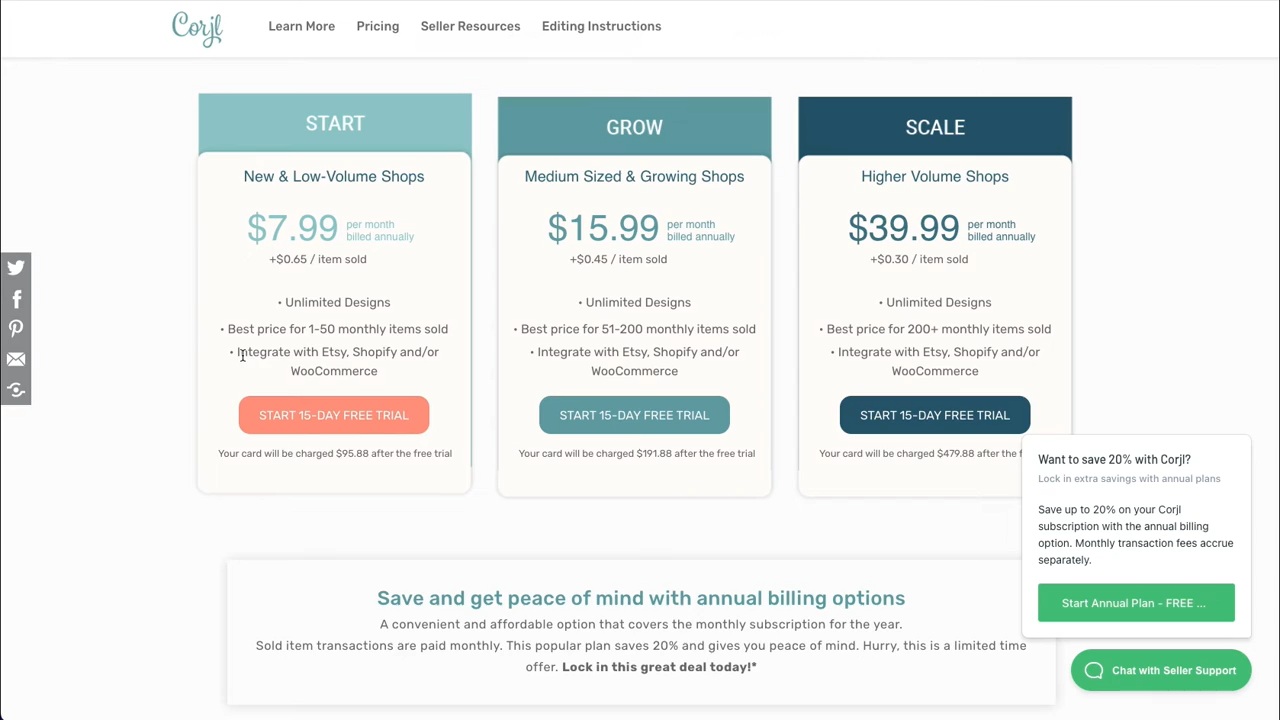 Corjl
Learn More
Pricing
Seller Resources
Editing Instructions
START
New & Low-Volume Shops
$7.99 per month
billed annually
+$0.65 / item sold
• Unlimited Designs
• Best price for 1-50 monthly items sold
• Integrate with Etsy, Shopify and/or
WooCommerce
START 15-DAY FREE TRIAL
Your card will be charged $95.88 after the free trial
GROW
Medium Sized & Growing Shops
$15.99 per month
billed annually
+$0.45 / item sold
• Unlimited Designs
• Best price for 51-200 monthly items sold
• Integrate with Etsy, Shopify and/or
WooCommerce
START 15-DAY FREE TRIAL
Your card will be charged $191.88 after the free trial
SCALE
Higher Volume Shops
$39.99 per month
billed annually
+$0.30 / item sold
• Unlimited Designs
• Best price for 200+ monthly items sold
• Integrate with Etsy, Shopify and/or
WooCommerce
START 15-DAY FREE TRIAL
Your card will be charged $479.88 after the
Want to save 20% with Corjl?
Lock in extra savings with annual plans
Save up to 20% on your Corjl
subscription with the annual billing
option. Monthly transaction fees accrue
separately.
Start Annual Plan - FREE ...
Save and get peace of mind with annual billing options
A convenient and affordable option that covers the monthly subscription for the year.
Sold item transactions are paid monthly. This popular plan saves 20% and gives you peace of mind. Hurry, this is a limited time
offer. Lock in this great deal today!*
Chat with Seller Support